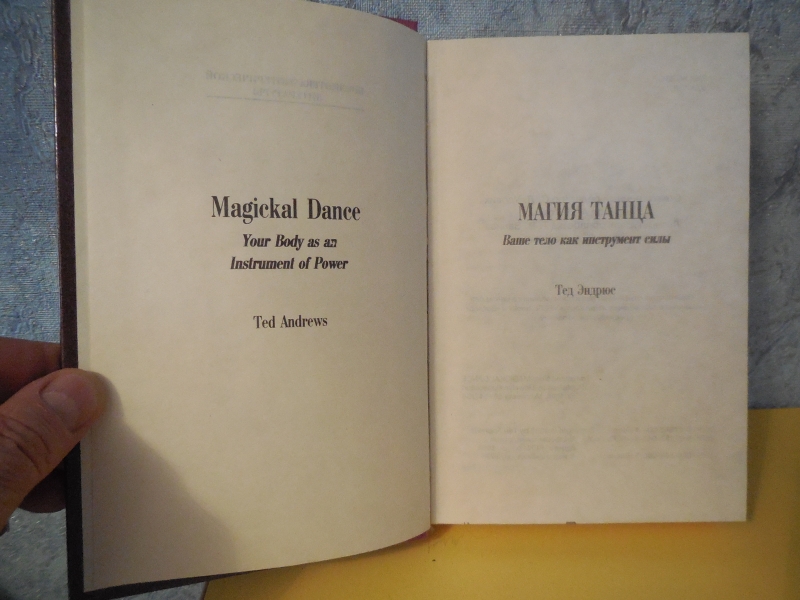 Magickal Dance
Your Body as an
Instrument of Power
Ted Andrews
МАГИЯ ТАНЦА
Ваше тело как инструмент силы
Тед Эндрюс